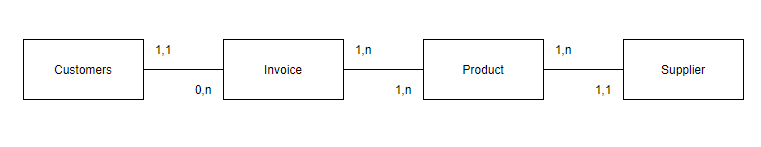 1,1
1,n
1,n
Customers
Invoice
Product
Supplier
0,n
1,n
1,1